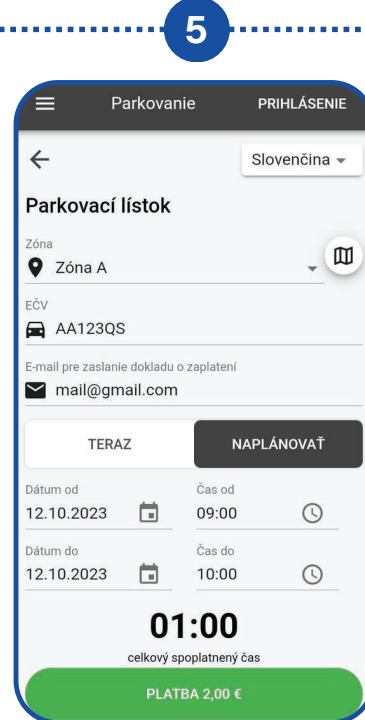 5
Parkovanie PRIHLÁSENIE
Slovenčina
Parkovací lístok
Zóna
Zóna A
EČV
AA123QS
E-mail pre zaslanie dokladu o zaplatení
mail@gmail.com
TERAZ NAPLÁNOVAŤ
Dátum od Čas od
12.10.2023 09:00
Dátum do Čas do
12.10.2023 10:00
01:00
celkový spoplatnený čas
PLATBA 2,00 €